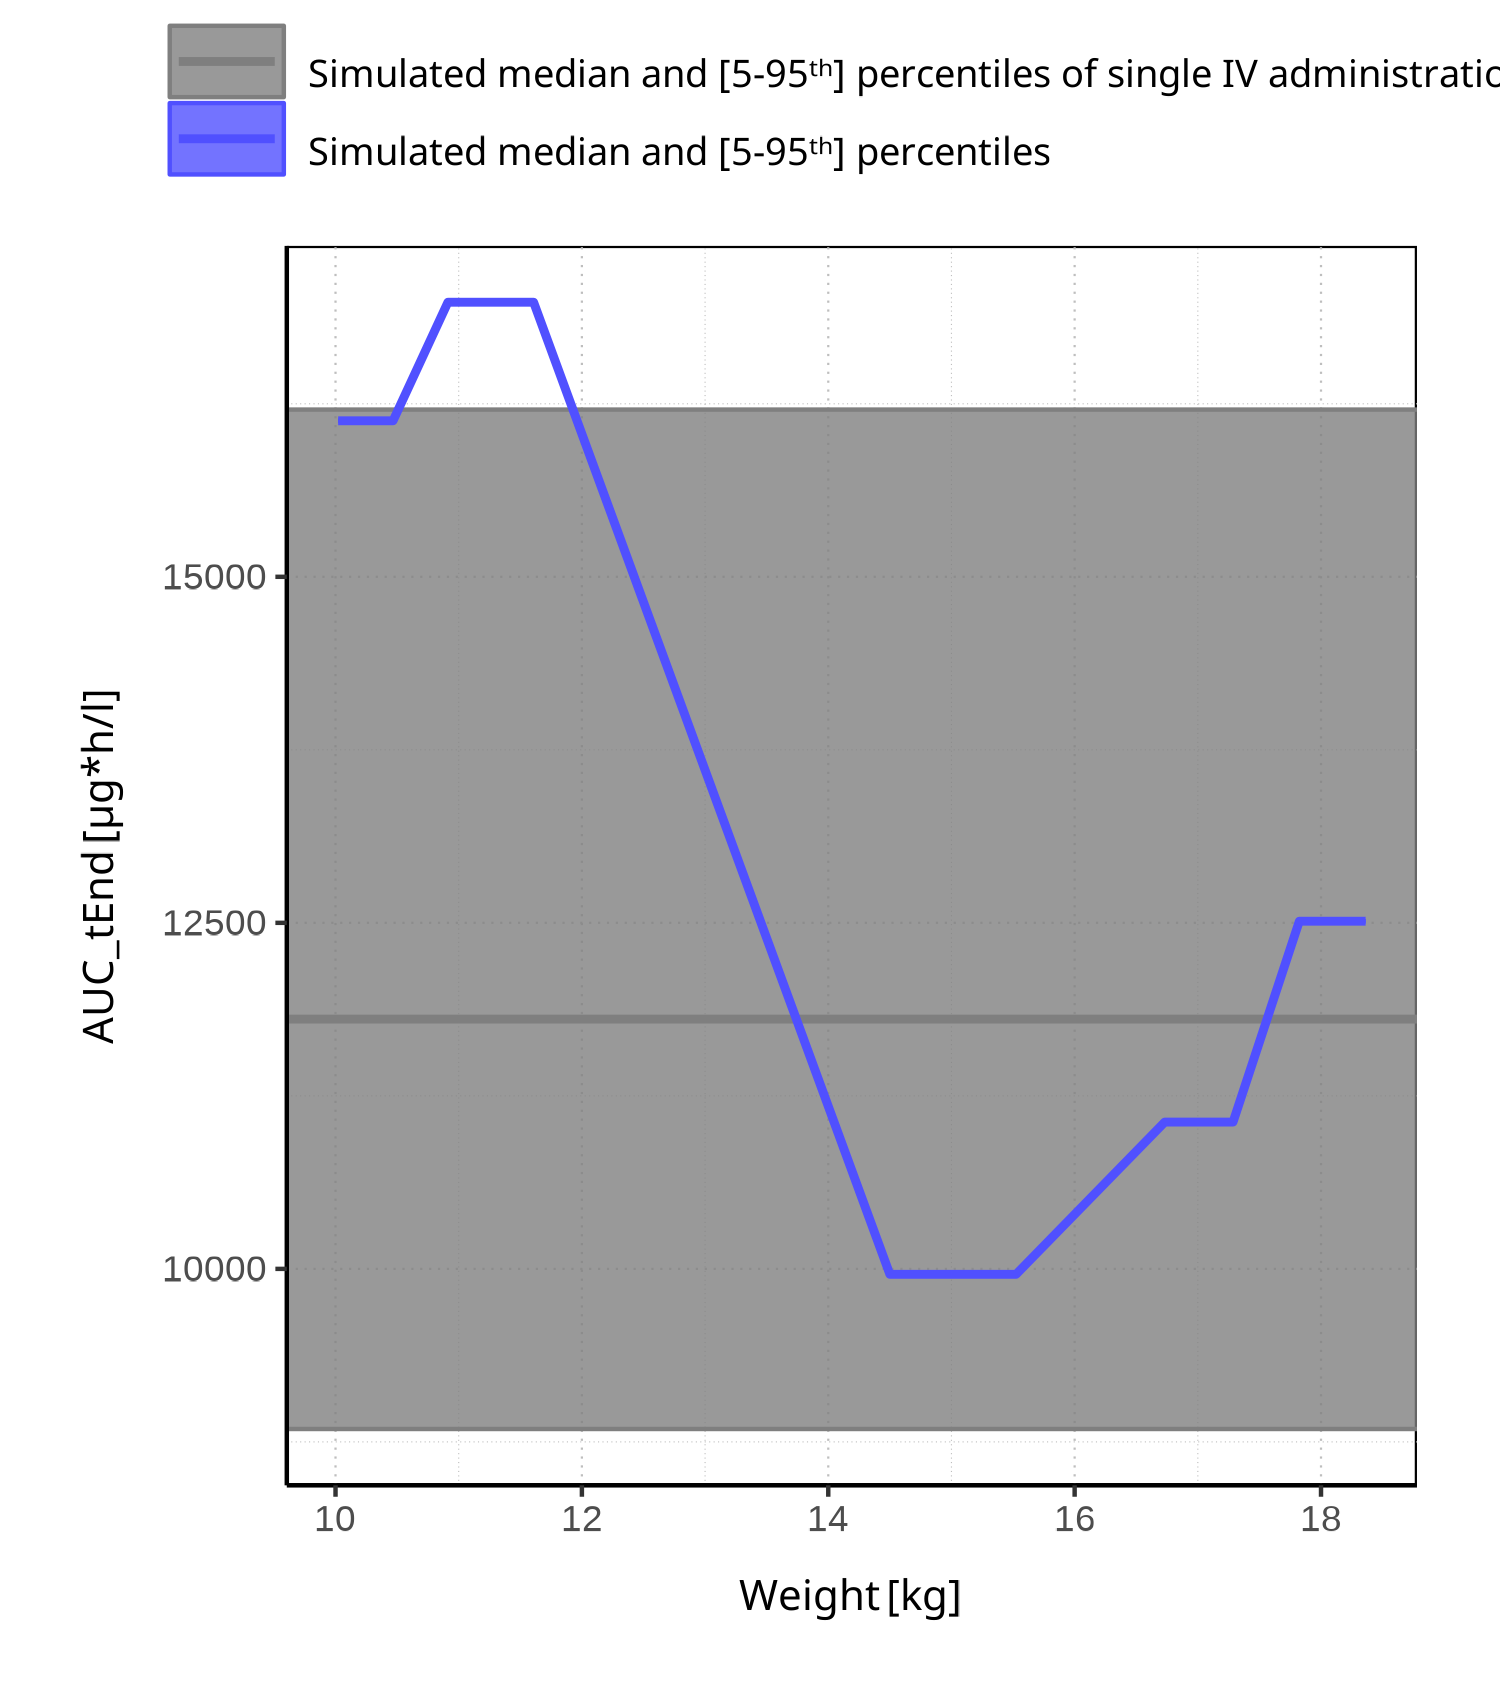 Simulated median and [5-95ᵗʰ] percentiles of single IV administratio
Simulated median and [5-95ᵗʰ] percentiles
15000
12500
10000
AUC_tEnd [µg*h/l]
10 12 14 16 18
Weight [kg]